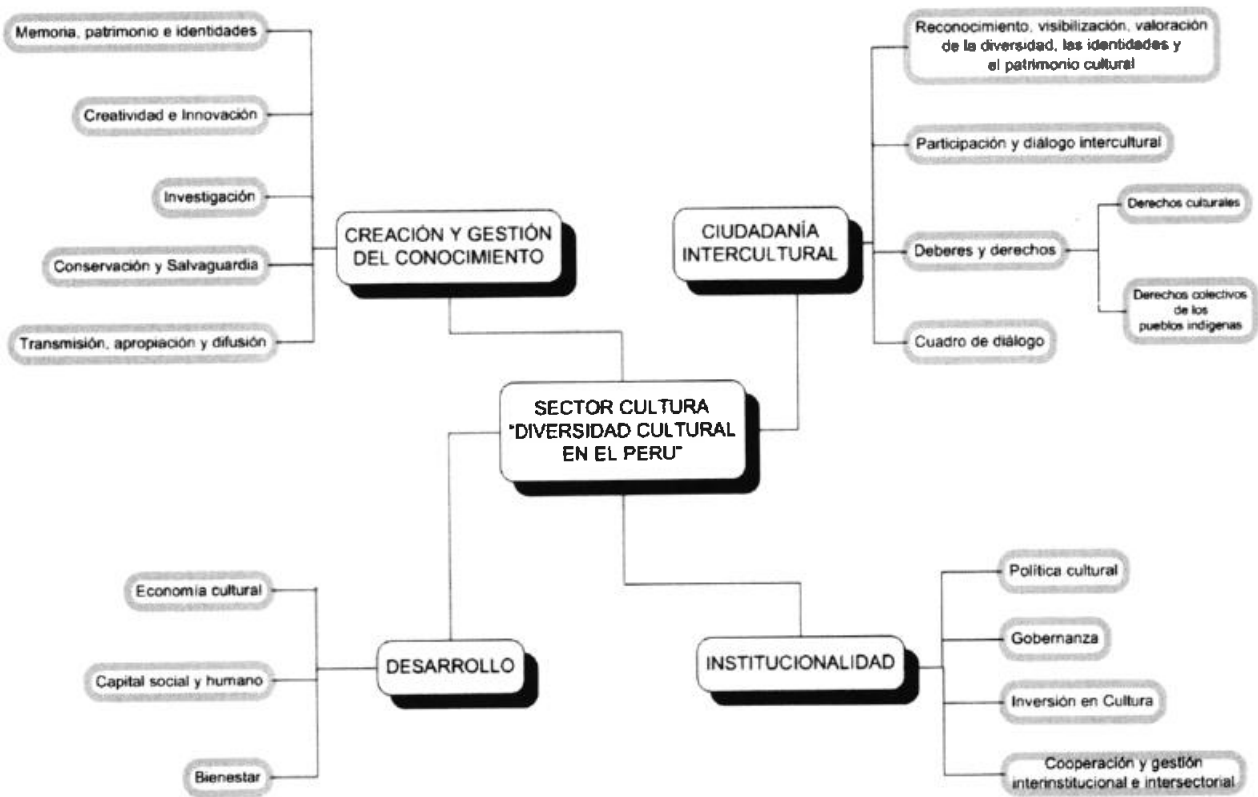 Memoria, patrimonio e identidades
Creatividad e Innovación
Investigación
Conservación y Salvaguardia
Transmisión, apropiación y difusión
CREACIÓN Y GESTIÓN
DEL CONOCIMIENTO
CIUDADANÍA
INTERCULTURAL
Reconocimiento, visibilización, valoración
de la diversidad, las identidades y
el patrimonio cultural
Participación y diálogo intercultural
Deberes y derechos
Derechos culturales
Derechos colectivos
de los
pueblos indígenas
Cuadro de diálogo
SECTOR CULTURA
"DIVERSIDAD CULTURAL
EN EL PERU"
Economía cultural
Capital social y humano
Bienestar
DESARROLLO
INSTITUCIONALIDAD
Política cultural
Gobernanza
Inversión en Cultura
Cooperación y gestión
interinstitucional e intersectorial